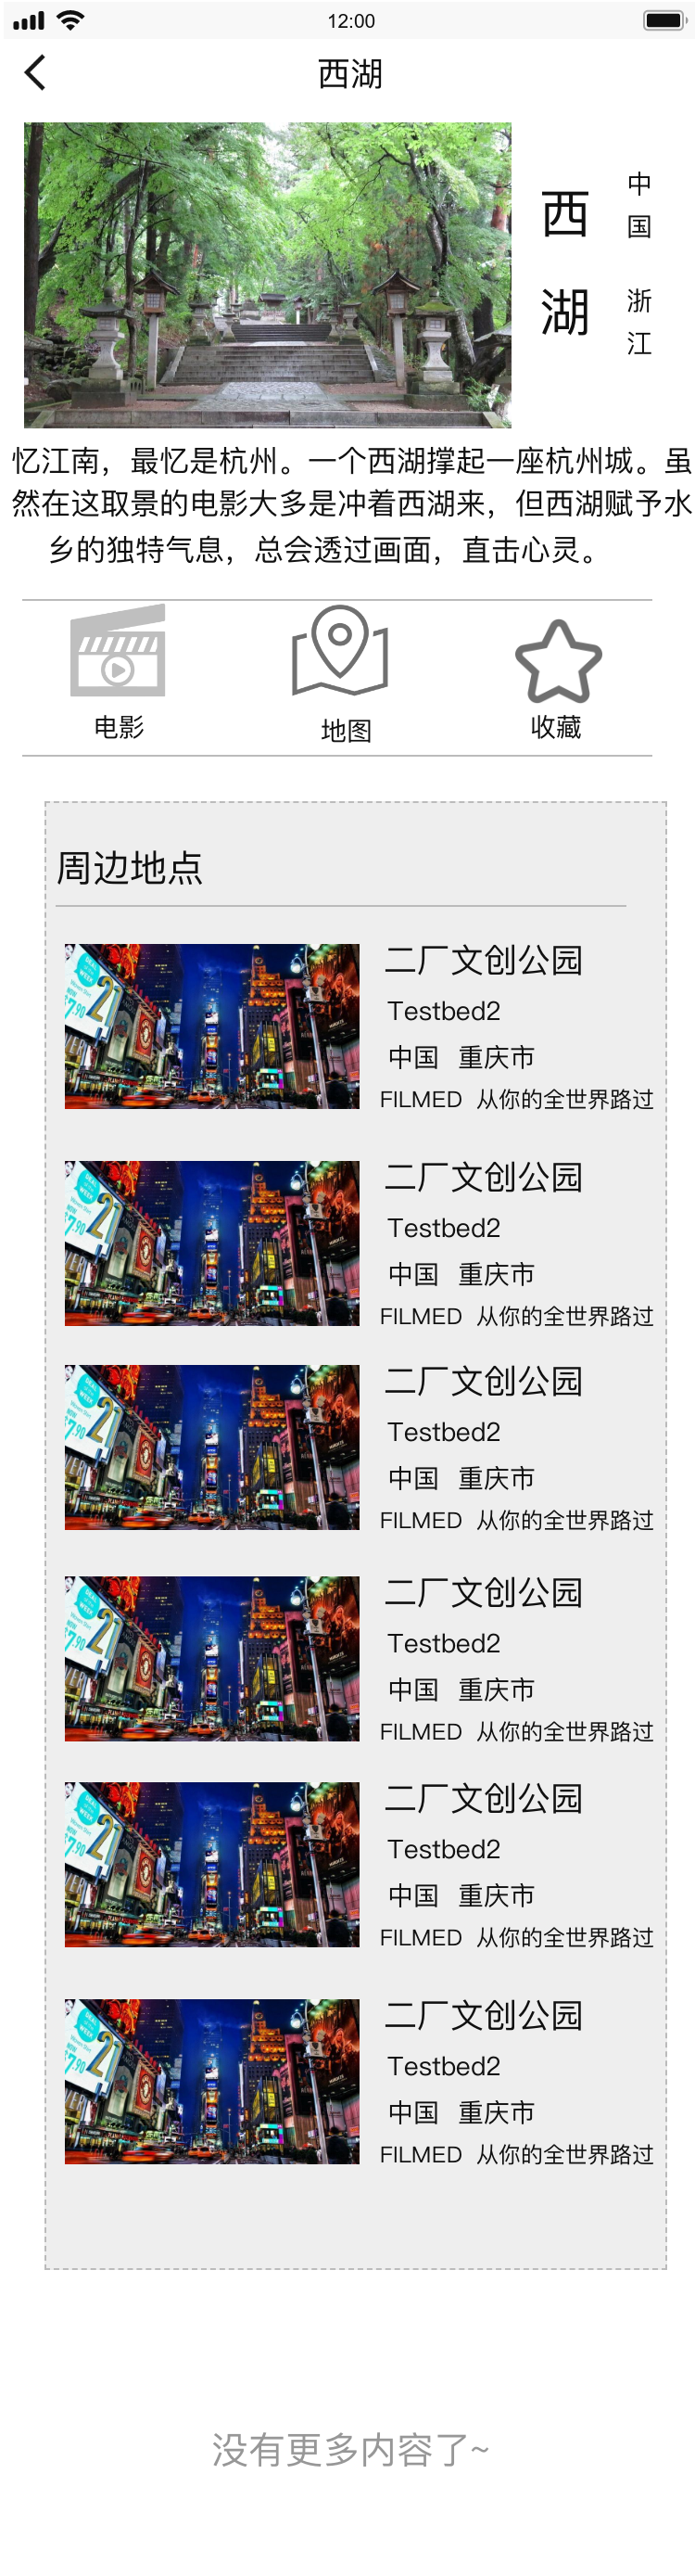 12:00
西湖
西湖
中国 浙江
忆江南，最忆是杭州。一个西湖撑起一座杭州城。虽
然在这取景的电影大多是冲着西湖来，但西湖赋予水
乡的独特气息，总会透过画面，直击心灵。
电影
地图
收藏
周边地点
二厂文创公园
Testbed2
中国 重庆市
FILMED 从你的全世界路过
二厂文创公园
Testbed2
中国 重庆市
FILMED 从你的全世界路过
二厂文创公园
Testbed2
中国 重庆市
FILMED 从你的全世界路过
二厂文创公园
Testbed2
中国 重庆市
FILMED 从你的全世界路过
二厂文创公园
Testbed2
中国 重庆市
FILMED 从你的全世界路过
二厂文创公园
Testbed2
中国 重庆市
FILMED 从你的全世界路过
没有更多内容了~